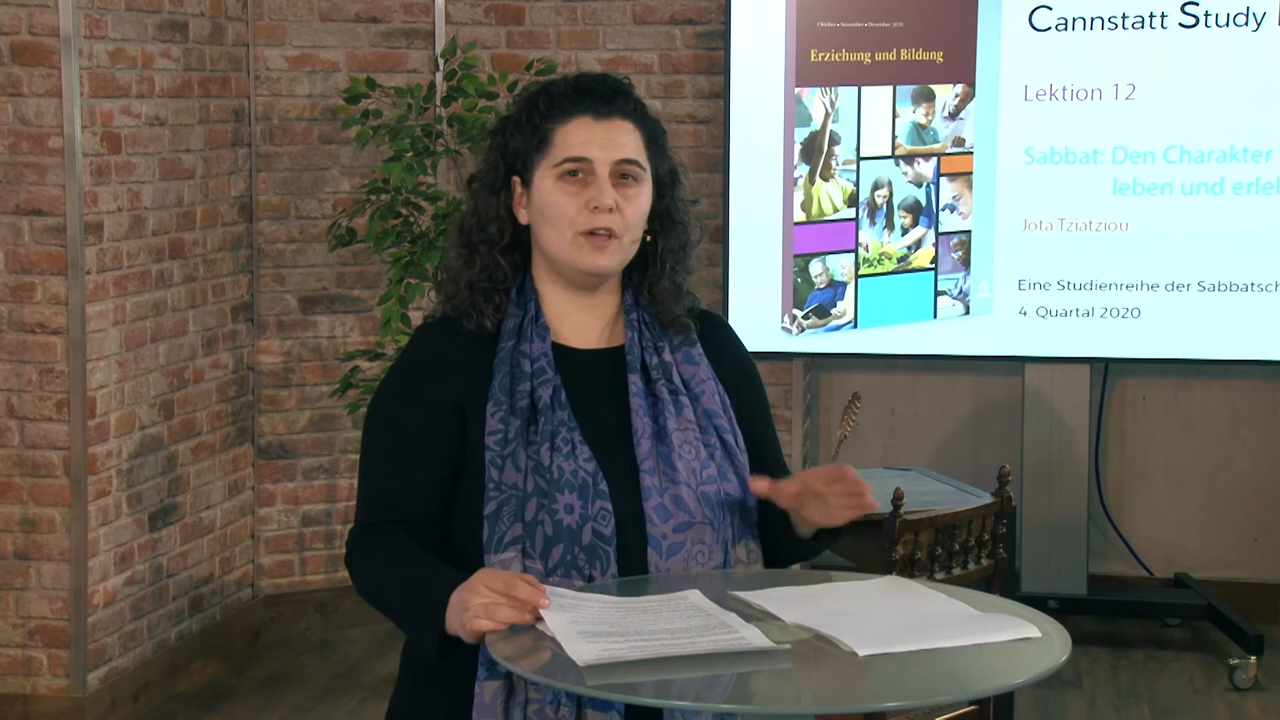 Oktober • November • Dezember 2020
Erziehung und Bildung
Cannstatt Study
Lektion 12
Sabbat: Den Charakter
leben und erle
Jota Tziatziou
Eine Studienreihe der Sabbatsch
4. Quartal 2020